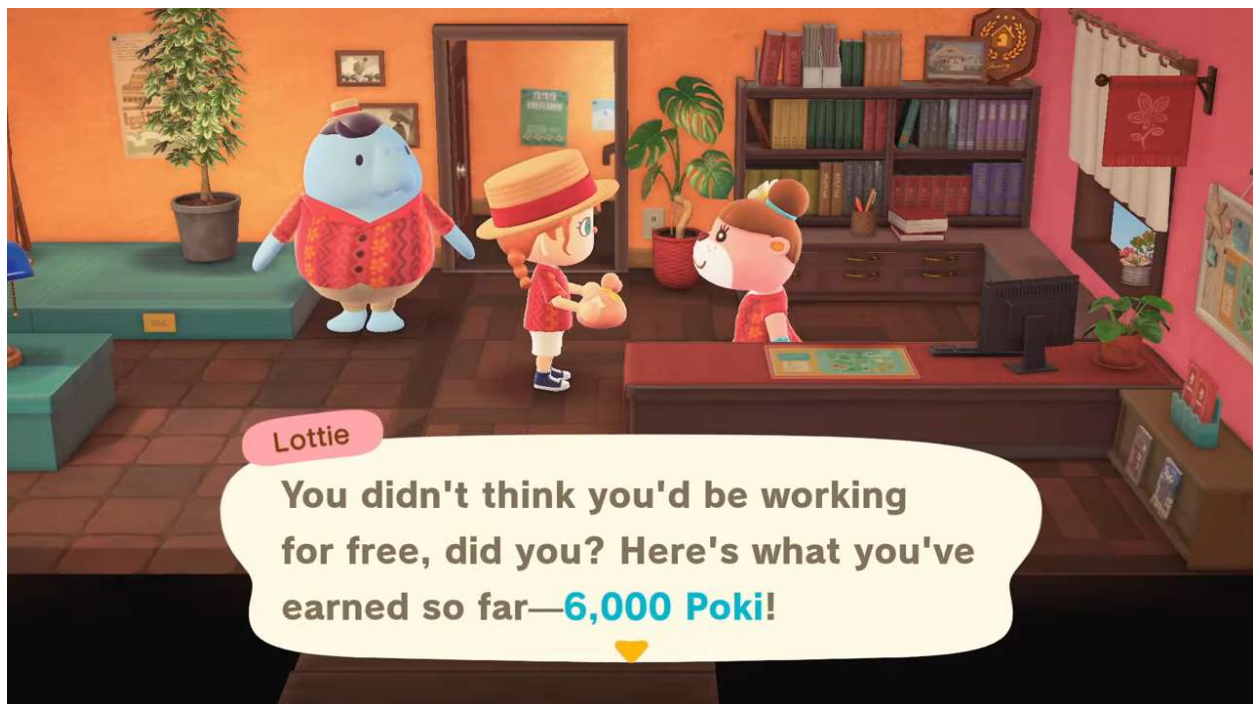 Lottie
You didn't think you'd be working
for free, did you? Here's what you've
earned so far—6,000 Poki!